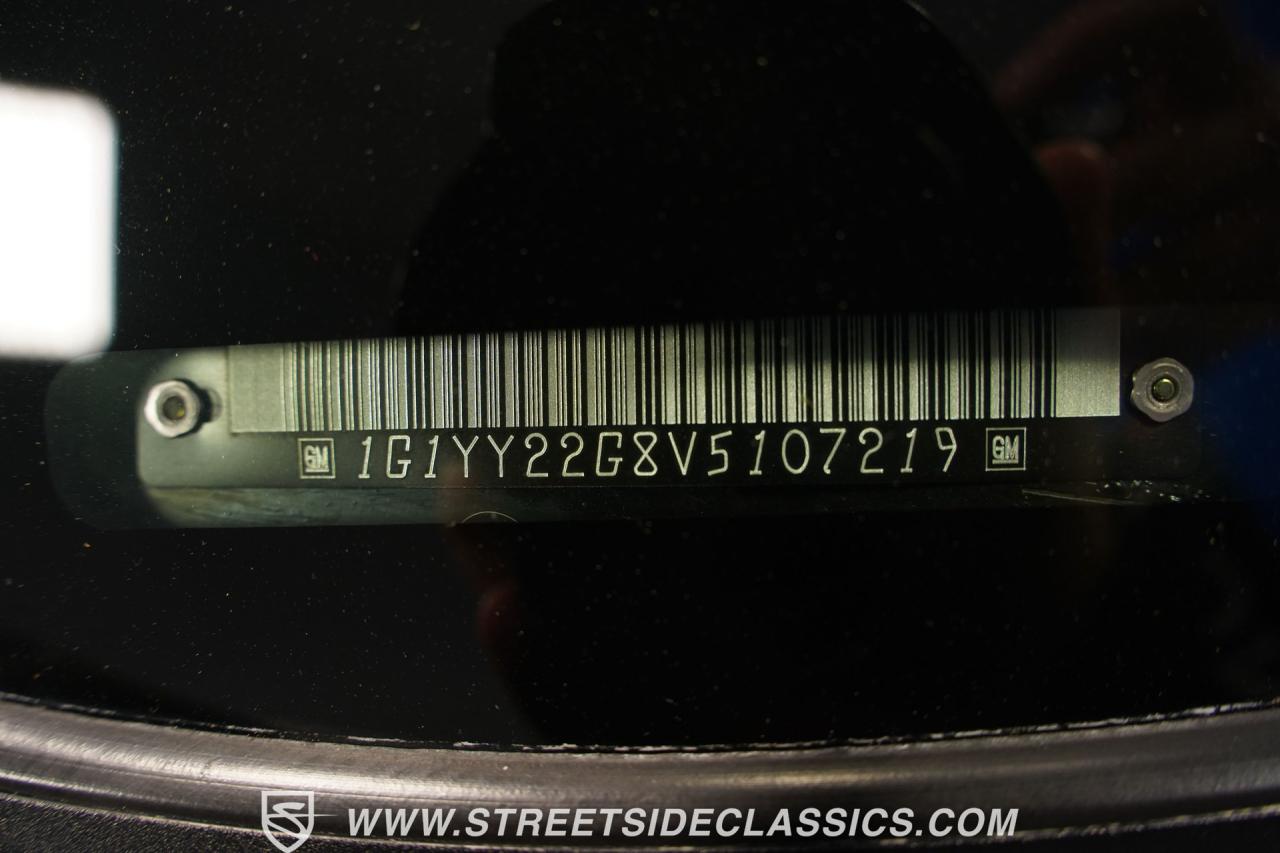 GM 1G1YY22G8V5107219 GM
WWW.STREETSIDECLASSICS.COM